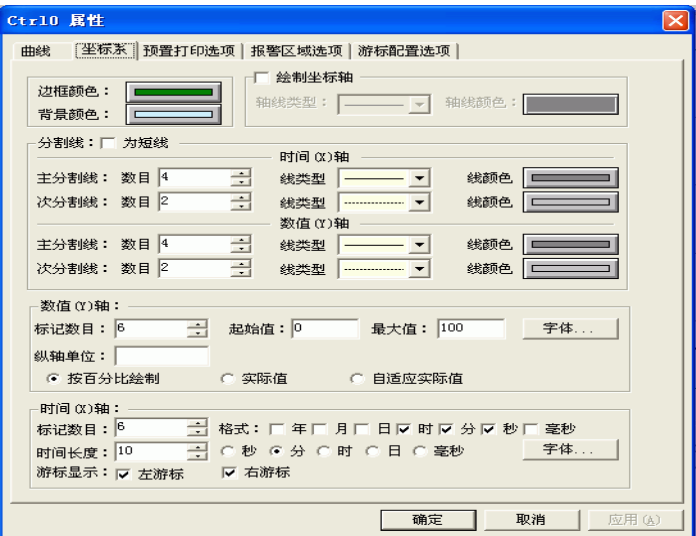 Ctrl0 属性
曲线 坐标系 预置打印选项 报警区域选项 游标配置选项
边框颜色：
背景颜色：
绘制坐标轴
轴线类型： 轴线颜色：
分割线： 为短线
时间(X)轴
主分割线： 数目 4 线类型 线颜色
次分割线： 数目 2 线类型 线颜色
数值(Y)轴
主分割线： 数目 4 线类型 线颜色
次分割线： 数目 2 线类型 线颜色
数值(Y)轴：
标记数目： 6 起始值： 0 最大值： 100 字体...
纵轴单位：
按百分比绘制 实际值 自适应实际值
时间(X)轴：
标记数目： 6 格式： 年 月 日 时 分 秒 毫秒
时间长度： 10 秒 分 时 日 毫秒 字体...
游标显示： 左游标 右游标
确定 取消 应用(A)